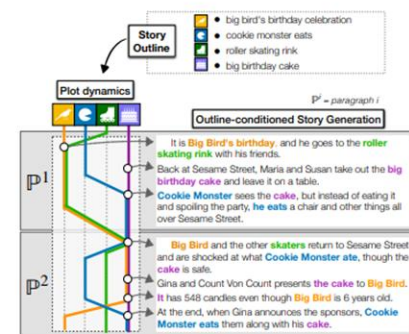 Story
Outline
• big bird's birthday celebration
• cookie monster eats
• roller skating rink
• big birthday cake
Plot dynamics
ℙⁱ = paragraph i
Outline-conditioned Story Generation
ℙ¹
It is Big Bird's birthday, and he goes to the roller
skating rink with his friends.
Back at Sesame Street, Maria and Susan take out the big
birthday cake and leave it on a table.
Cookie Monster sees the cake, but instead of eating it
and spoiling the party, he eats a chair and other things all
over Sesame Street.
ℙ²
Big Bird and the other skaters return to Sesame Street
and are shocked at what Cookie Monster ate, though the
cake is safe.
Gina and Count Von Count presents the cake to Big Bird.
It has 548 candles even though Big Bird is 6 years old.
At the end, when Gina announces the sponsors, Cookie
Monster eats them along with his cake.